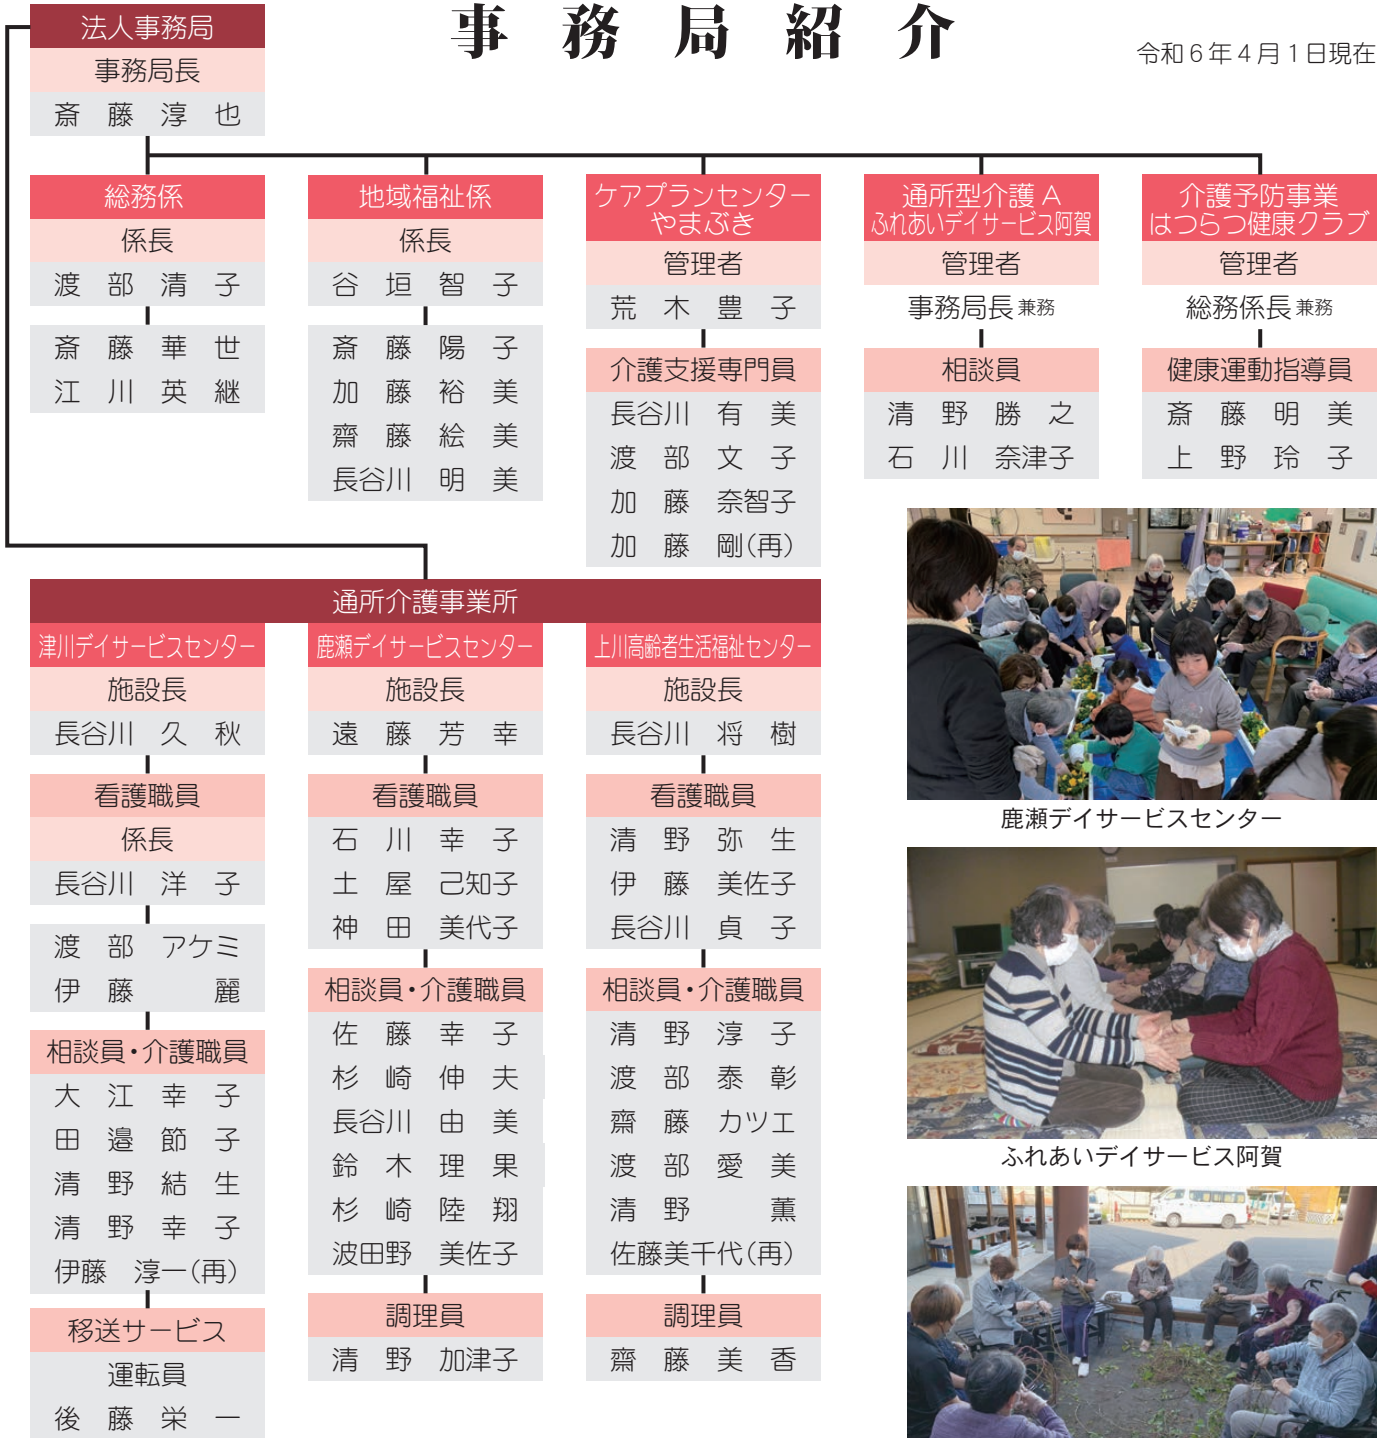 事務局紹介
令和6年4月1日現在
法人事務局
事務局長
斎藤淳也
総務係
係長
渡部清子
斎藤華世
江川英継
地域福祉係
係長
谷垣智子
斎藤陽子
加藤裕美
齋藤絵美
長谷川明美
ケアプランセンター
やまぶき
管理者
荒木豊子
介護支援専門員
長谷川有美
渡部文子
加藤奈智子
加藤剛(再)
通所型介護A
ふれあいデイサービス阿賀
管理者
事務局長兼務
相談員
清野勝之
石川奈津子
介護予防事業
はつらつ健康クラブ
管理者
総務係長兼務
健康運動指導員
斎藤明美
上野玲子
通所介護事業所
津川デイサービスセンター
施設長
長谷川久秋
看護職員
係長
長谷川洋子
渡部アケミ
伊藤麗
相談員・介護職員
大江幸子
田邉節子
清野結生
清野幸子
伊藤淳一(再)
移送サービス
運転員
後藤栄一
鹿瀬デイサービスセンター
施設長
遠藤芳幸
看護職員
石川幸子
土屋己知子
神田美代子
相談員・介護職員
佐藤幸子
杉崎伸夫
長谷川由美
鈴木理果
杉崎陸翔
波田野美佐子
調理員
清野加津子
上川高齢者生活福祉センター
施設長
長谷川将樹
看護職員
清野弥生
伊藤美佐子
長谷川貞子
相談員・介護職員
清野淳子
渡部泰彰
齋藤カツエ
渡部愛美
清野薫
佐藤美千代(再)
調理員
齋藤美香
鹿瀬デイサービスセンター
ふれあいデイサービス阿賀